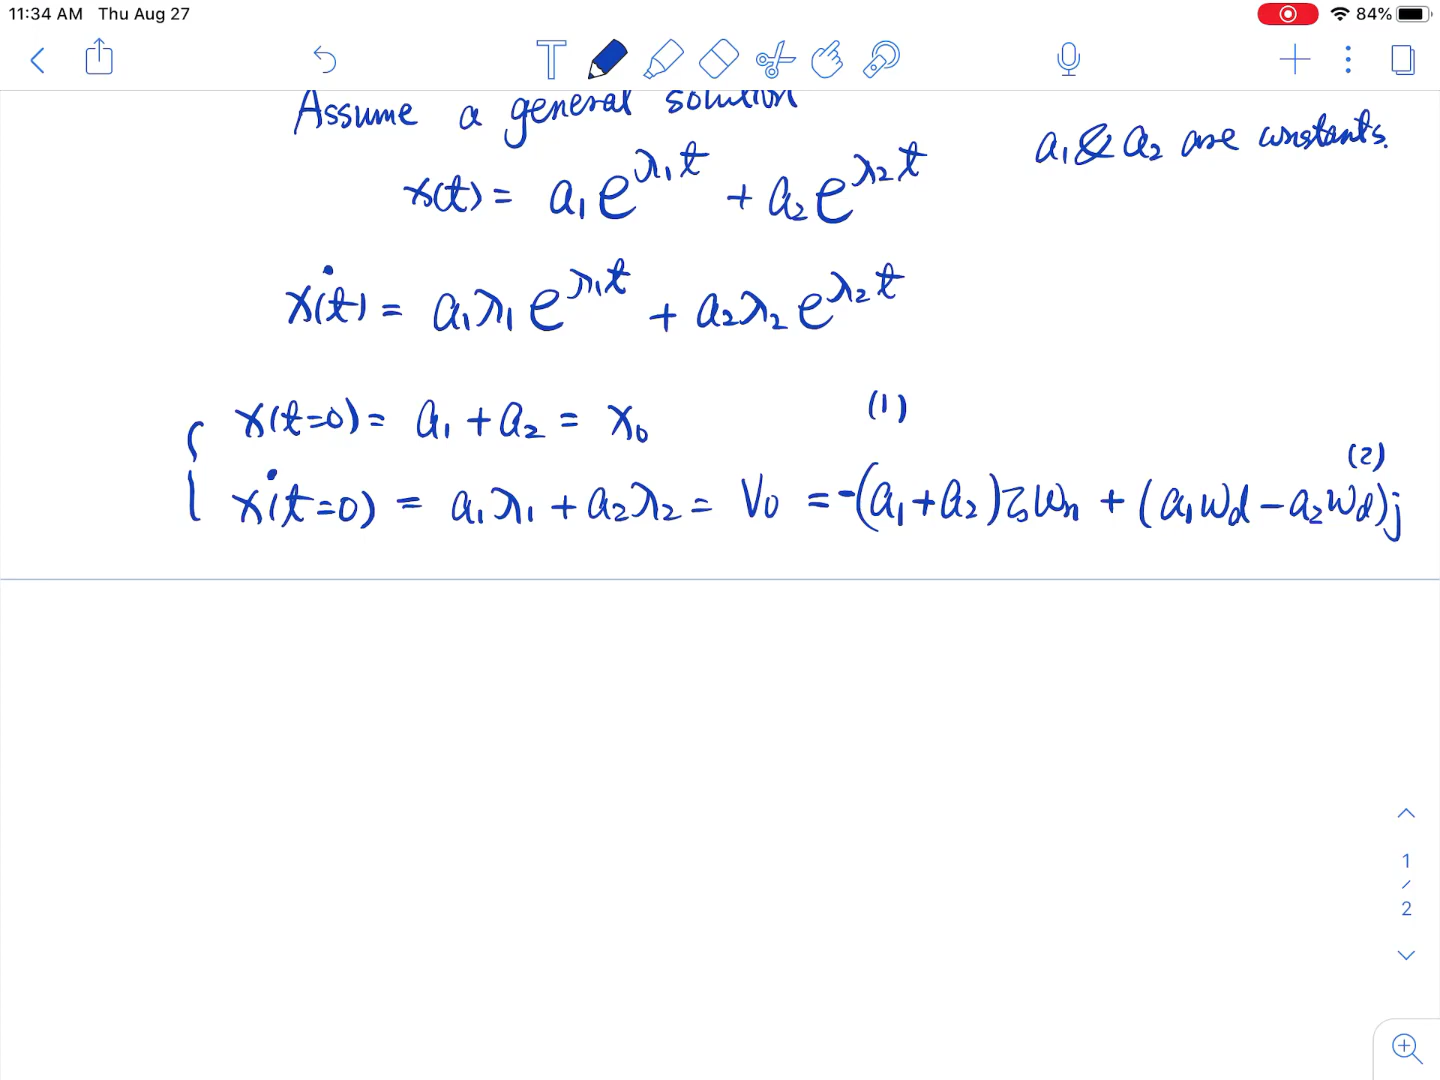 11:34 AM Thu Aug 27 84%
Assume a general solution
a₁ & a₂ are constants.
x(t) = a₁e^{λ₁t} + a₂e^{λ₂t}
ẋ(t) = a₁λ₁e^{λ₁t} + a₂λ₂e^{λ₂t}
x(t=0) = a₁ + a₂ = x₀ (1)
ẋ(t=0) = a₁λ₁ + a₂λ₂ = V₀ = -(a₁+a₂)ζωₙ + (a₁ω_d - a₂ω_d)j (2)
1
/
2